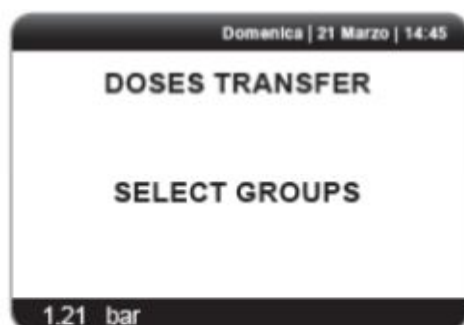 Domenica | 21 Marzo | 14:45
DOSES TRANSFER
SELECT GROUPS
1.21 bar